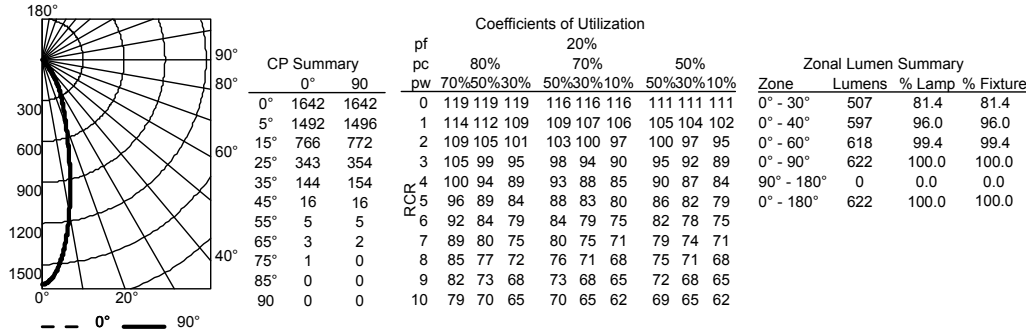 180°
90°
80°
60°
40°
300
600
900
1200
1500
0° 20°
0° 90°
CP Summary
0° 90
0° 1642 1642
5° 1492 1496
15° 766 772
25° 343 354
35° 144 154
45° 16 16
55° 5 5
65° 3 2
75° 1 0
85° 0 0
90 0 0
Coefficients of Utilization
pf 20%
pc 80% 70% 50%
pw 70%50%30% 50%30%10% 50%30%10%
RCR
0 119 119 119 116 116 116 111 111 111
1 114 112 109 109 107 106 105 104 102
2 109 105 101 103 100 97 100 97 95
3 105 99 95 98 94 90 95 92 89
4 100 94 89 93 88 85 90 87 84
5 96 89 84 88 83 80 86 82 79
6 92 84 79 84 79 75 82 78 75
7 89 80 75 80 75 71 79 74 71
8 85 77 72 76 71 68 75 71 68
9 82 73 68 73 68 65 72 68 65
10 79 70 65 70 65 62 69 65 62
Zonal Lumen Summary
Zone Lumens % Lamp % Fixture
0° - 30° 507 81.4 81.4
0° - 40° 597 96.0 96.0
0° - 60° 618 99.4 99.4
0° - 90° 622 100.0 100.0
90° - 180° 0 0.0 0.0
0° - 180° 622 100.0 100.0